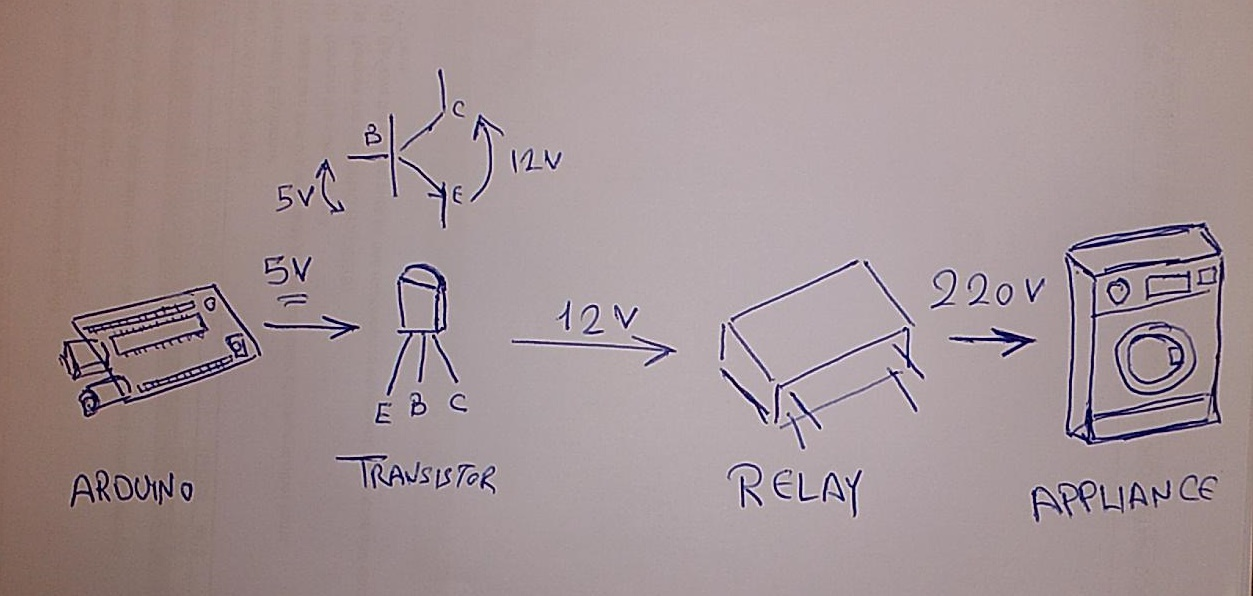 C
B
12V
5V
E
5V
12V
220V
E B C
ARDUINO
TRANSISTOR
RELAY
APPLIANCE